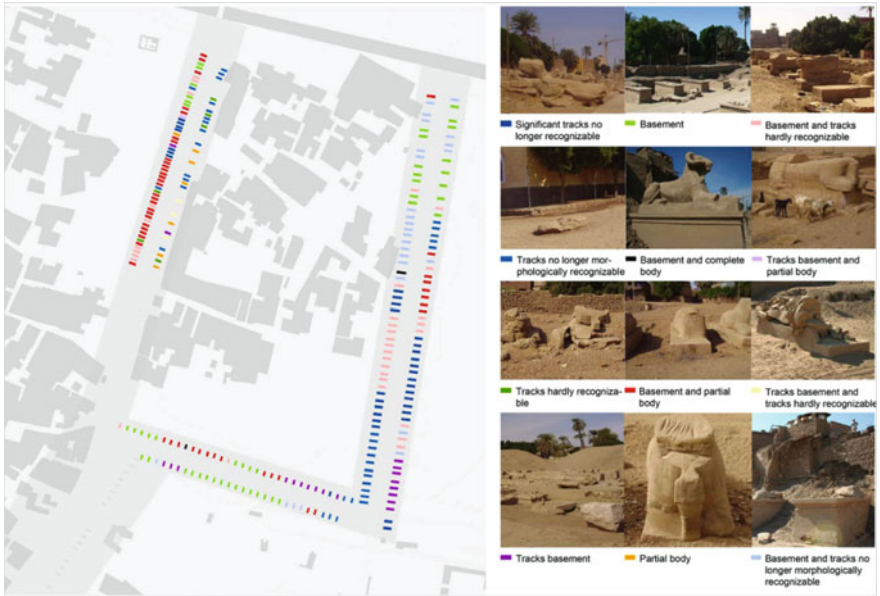 Significant tracks no
longer recognizable
Basement
Basement and tracks
hardly recognizable
Tracks no longer mor-
phologically recognizable
Basement and complete
body
Tracks basement and
partial body
Tracks hardly recogniza-
ble
Basement and partial
body
Tracks basement and
tracks hardly recognizable
Tracks basement
Partial body
Basement and tracks no
longer morphologically
recognizable